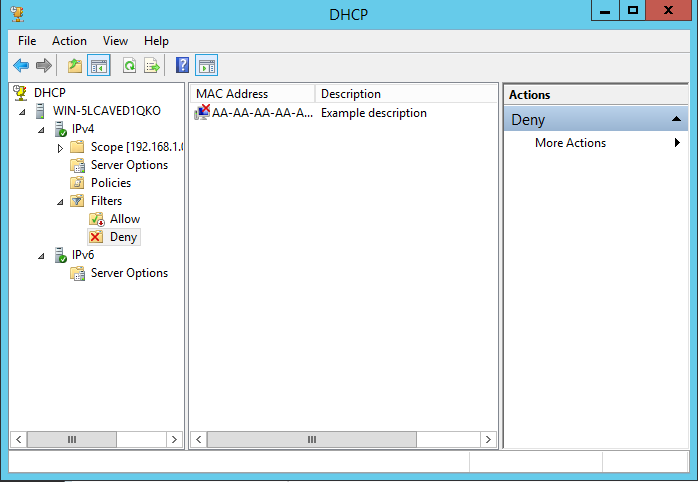 DHCP
File Action View Help
DHCP
WIN-5LCAVED1QKO
IPv4
Scope [192.168.1.0
Server Options
Policies
Filters
Allow
Deny
IPv6
Server Options
MAC Address Description
AA-AA-AA-AA-A... Example description
Actions
Deny
More Actions